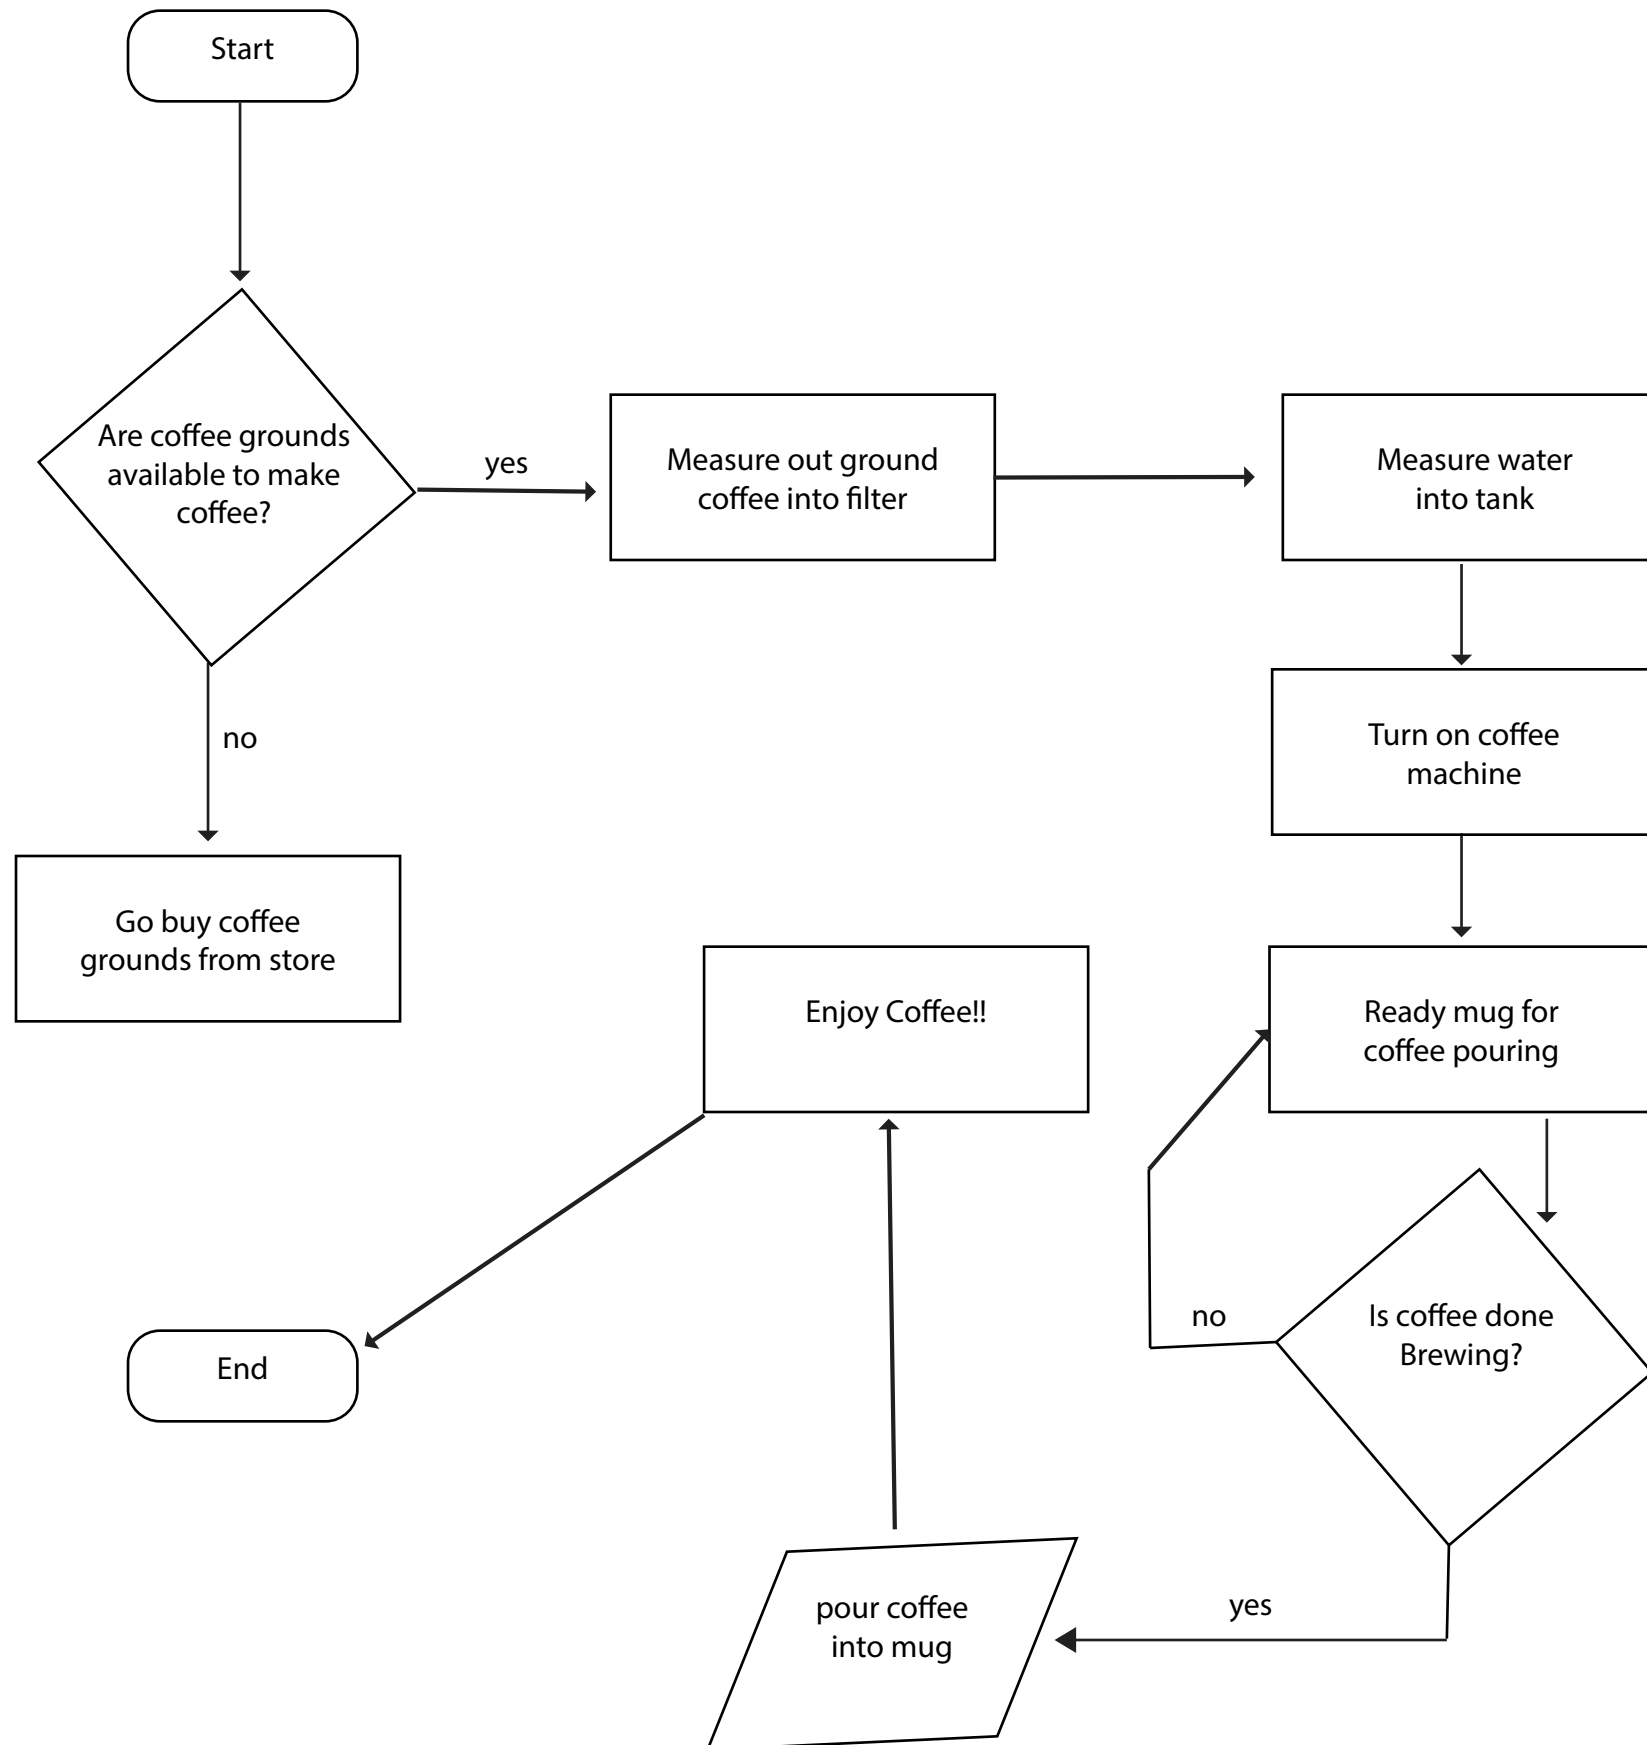 Start
Are coffee grounds
available to make
coffee?
yes
Measure out ground
coffee into filter
Measure water
into tank
no
Turn on coffee
machine
Go buy coffee
grounds from store
Enjoy Coffee!!
Ready mug for
coffee pouring
no
Is coffee done
Brewing?
End
pour coffee
into mug
yes